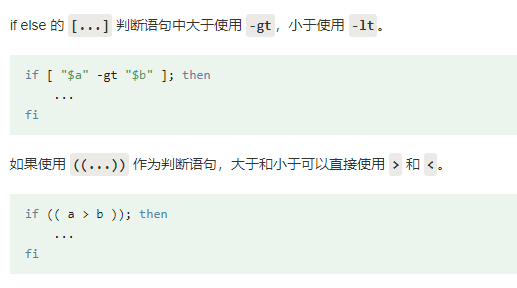 if else 的 [...] 判断语句中大于使用 -gt，小于使用 -lt。
if [ "$a" -gt "$b" ]; then
    ...
fi
如果使用 ((...)) 作为判断语句，大于和小于可以直接使用 > 和 <。
if (( a > b )); then
    ...
fi